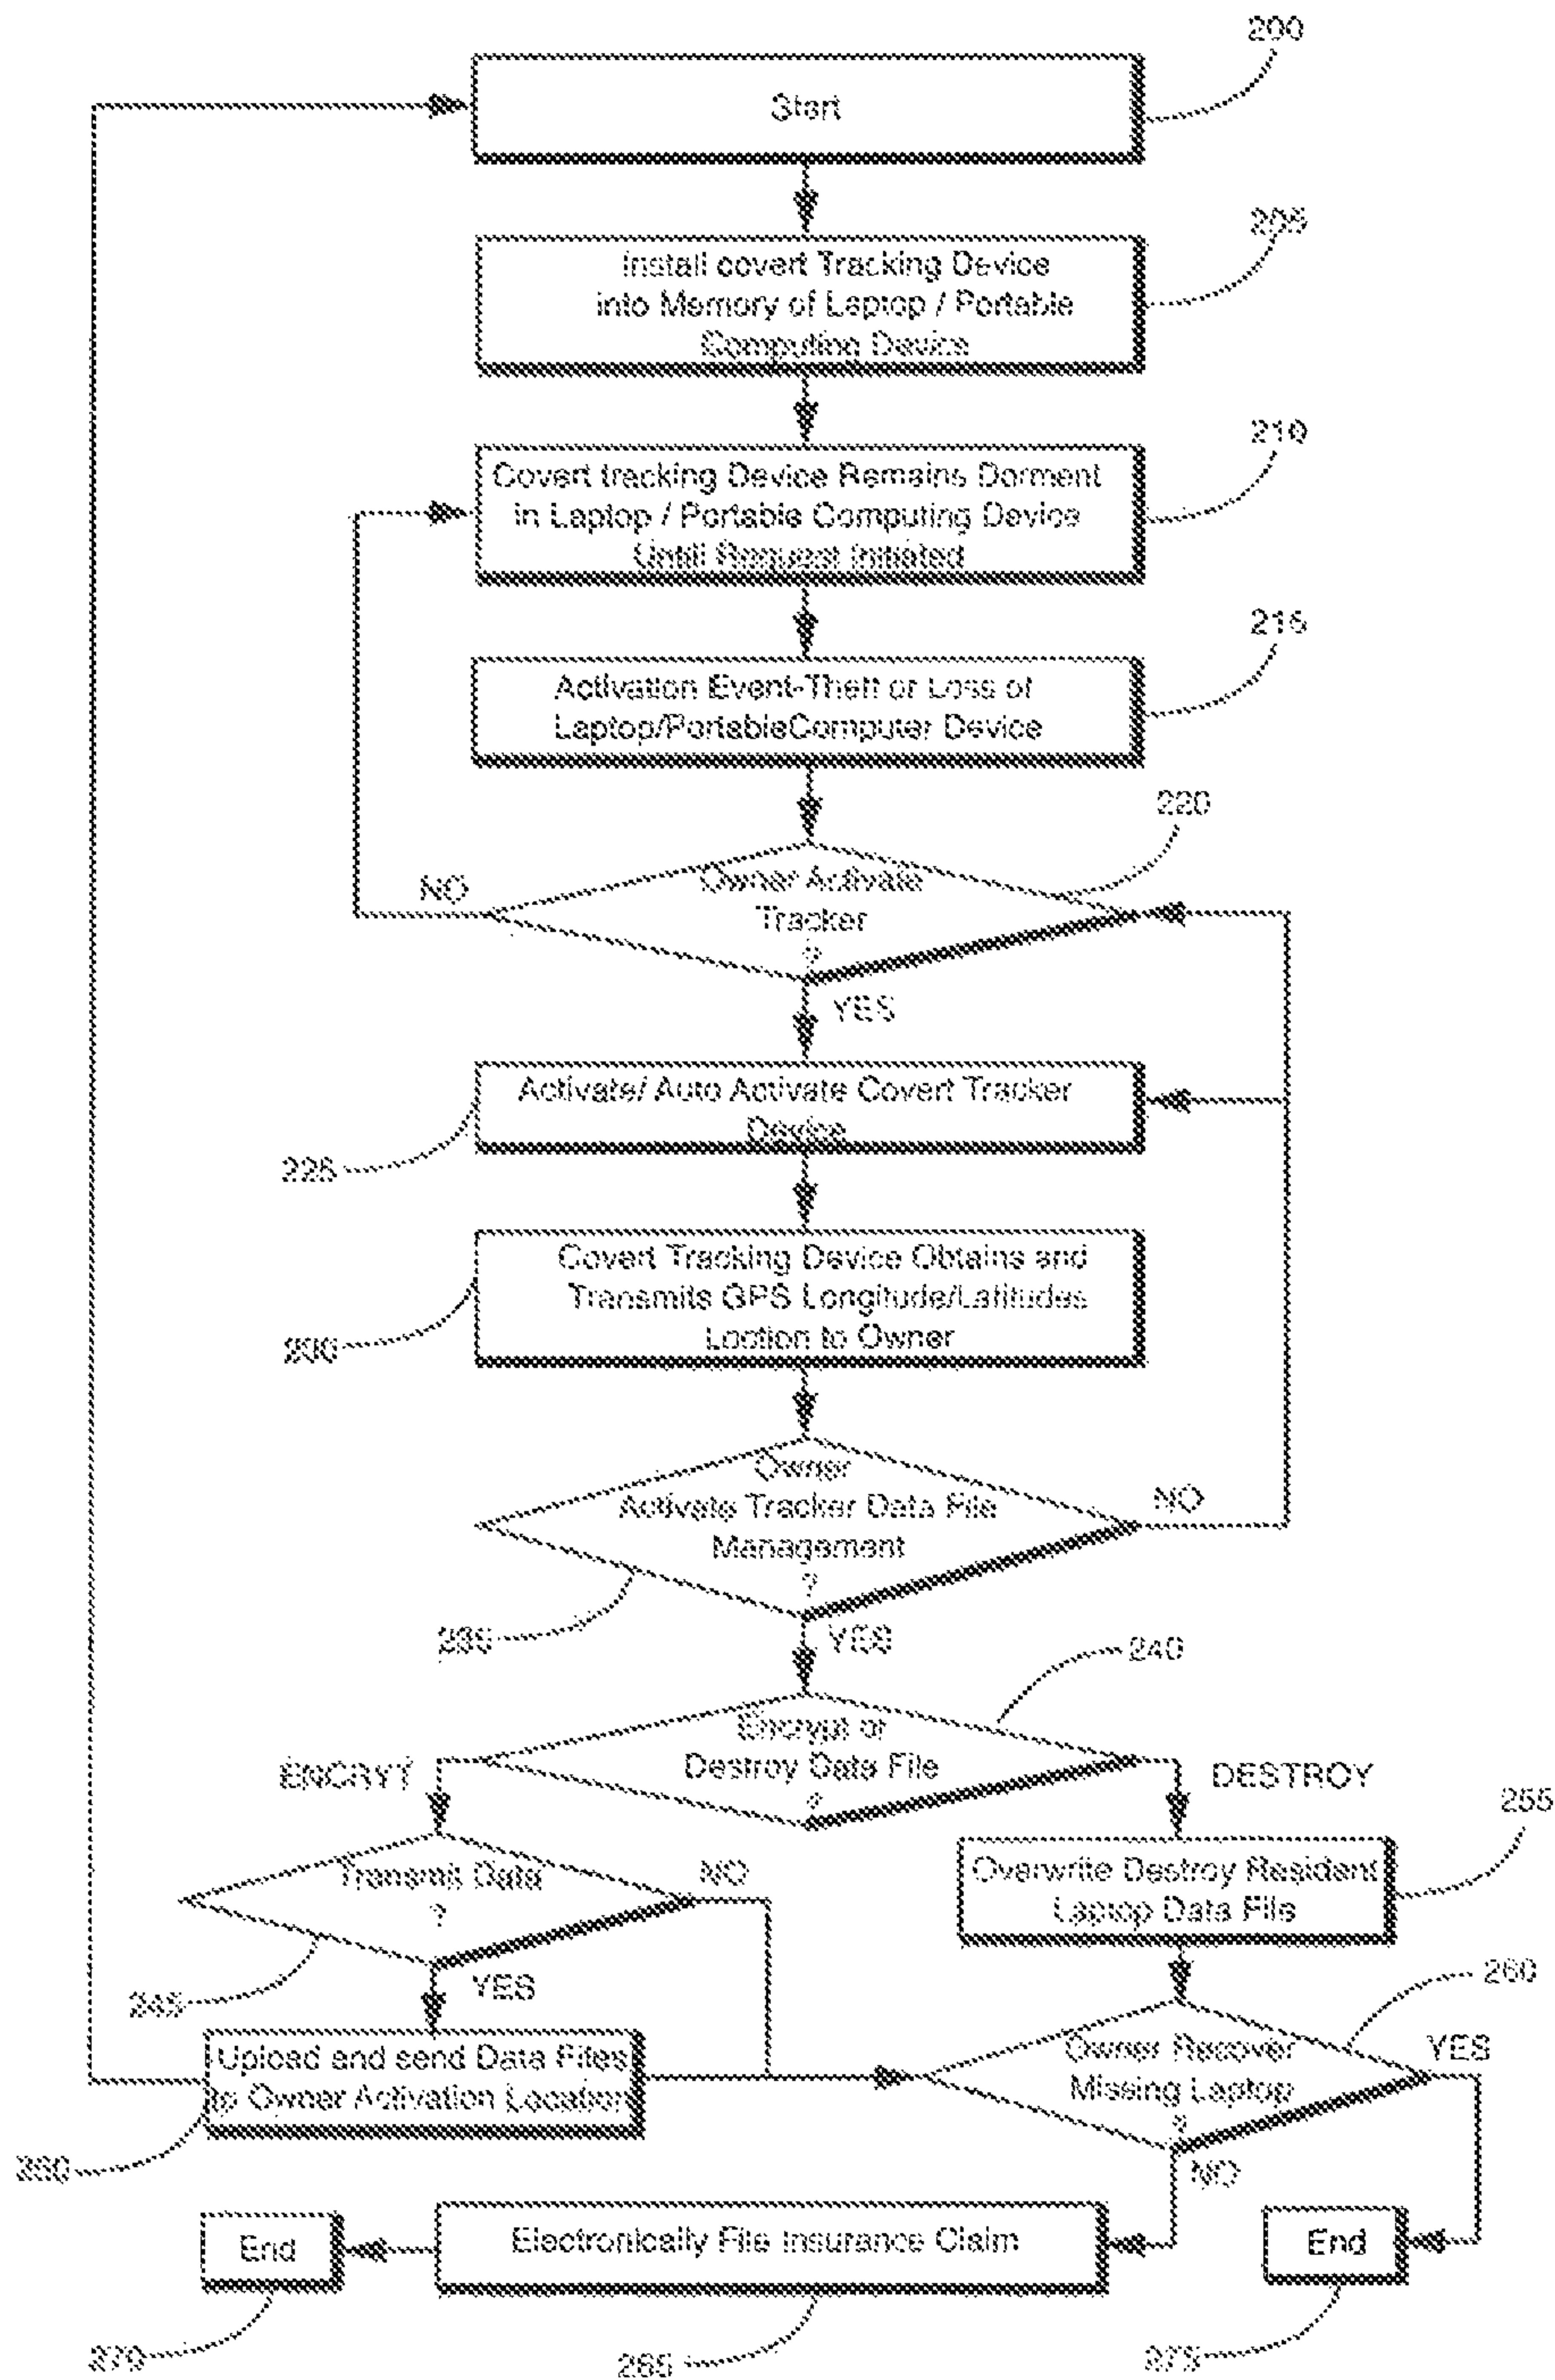 200
Start
205
Install covert Tracking Device
into Memory of Laptop / Portable
Computing Device
210
Covert tracking Device Remains Dorment
in Laptop / Portable Computing Device
Untill Request Initiated
215
Activation Event-Theft or Loss of
Laptop/PortableComputer Device
220
Owner Activate
Tracker
?
NO
YES
Activate/ Auto Activate Covert Tracker
Device
225
Covert Tracking Device Obtains and
Transmits GPS Longitude/Latitudes
Loction to Owner
230
Owner
Activate Tracker Data File
Management
?
NO
235
YES
240
Encrypt or
Destroy Data File
?
ENCRYT
DESTROY
255
Transmit Data
?
NO
Overwrite Destroy Resident
Laptop Data File
245
YES
260
Upload and send Data Files
to Owner Activation Location
Owner Recover
Missing Laptop
?
YES
250
NO
End
Electronically File Insurance Claim
End
270
265
275